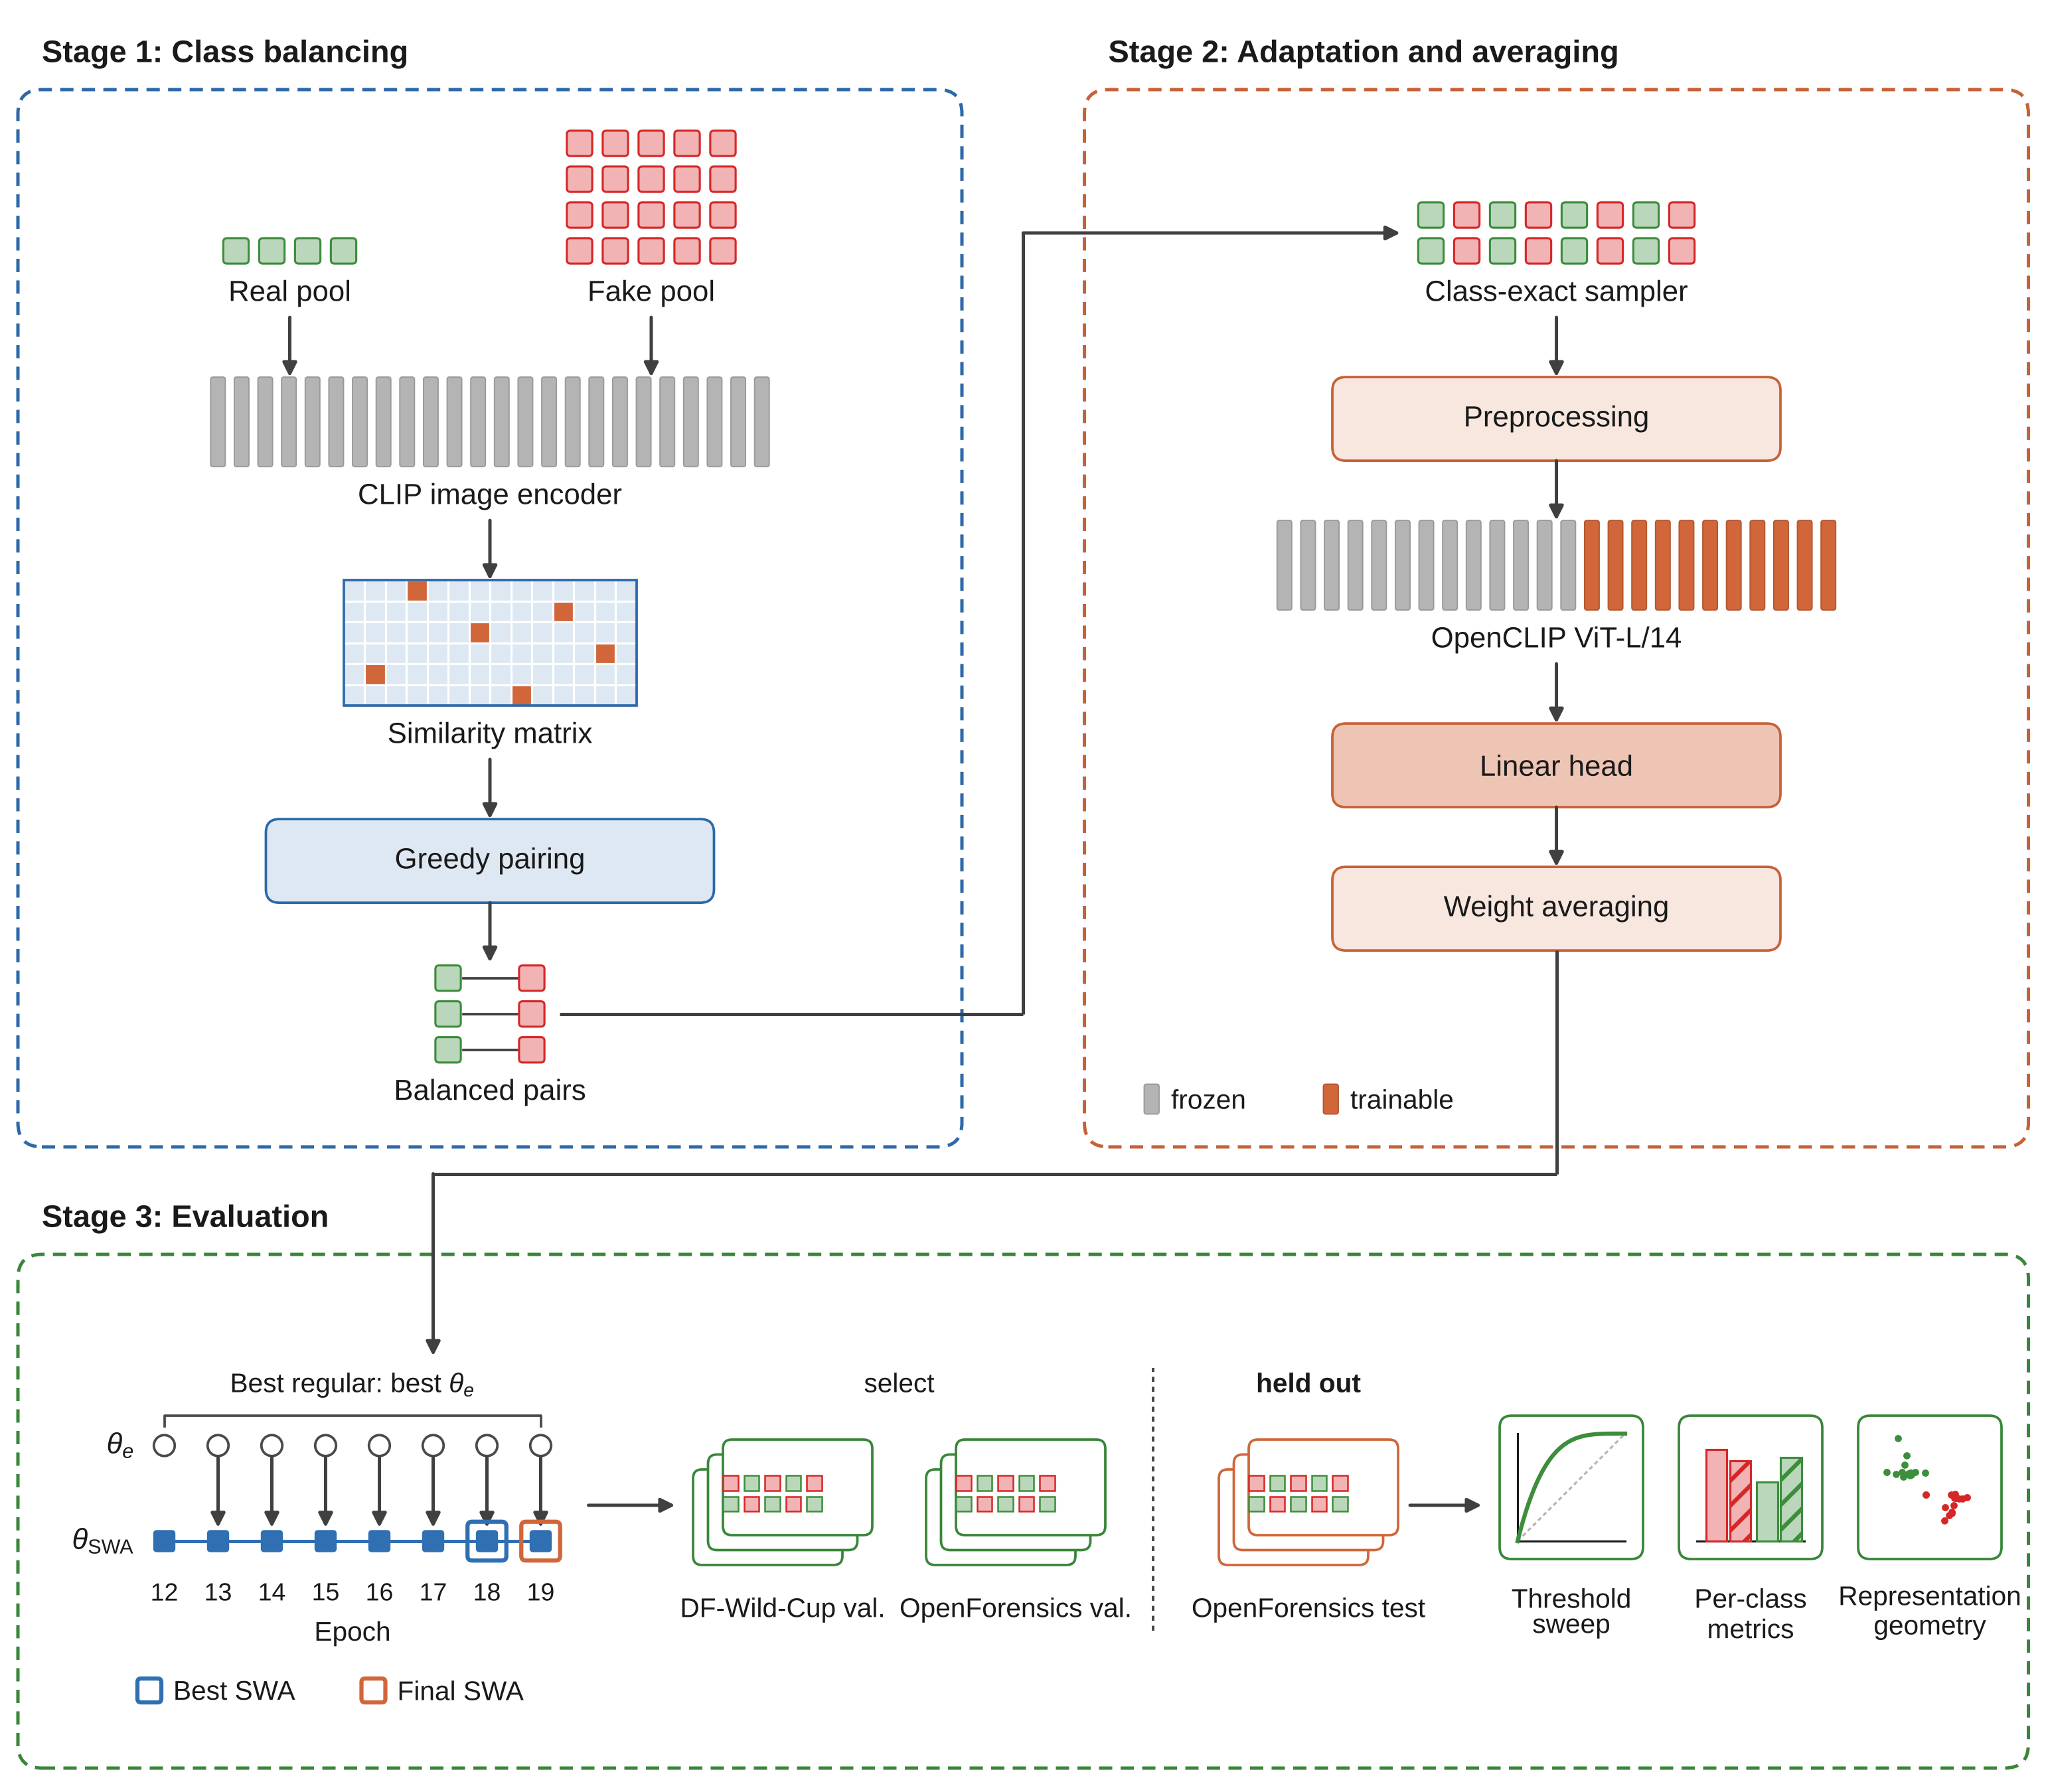 Stage 1: Class balancing
Real pool
Fake pool
CLIP image encoder
Similarity matrix
Greedy pairing
Balanced pairs
Stage 2: Adaptation and averaging
Class-exact sampler
Preprocessing
OpenCLIP ViT-L/14
Linear head
Weight averaging
frozen
trainable
Stage 3: Evaluation
Best regular: best θe
θe
θSWA
12 13 14 15 16 17 18 19
Epoch
Best SWA
Final SWA
select
DF-Wild-Cup val.
OpenForensics val.
held out
OpenForensics test
Threshold
sweep
Per-class
metrics
Representation
geometry